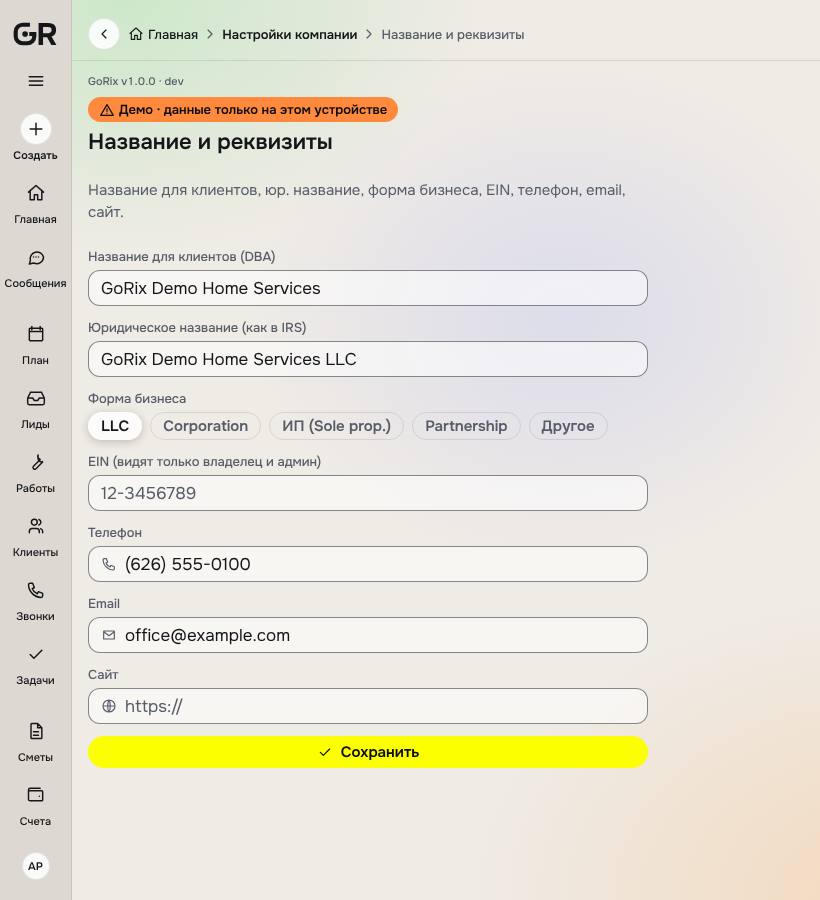 GR
Главная
Настройки компании
Название и реквизиты
GoRix v1.0.0 · dev
Демо · данные только на этом устройстве
Название и реквизиты
Название для клиентов, юр. название, форма бизнеса, EIN, телефон, email,
сайт.
Название для клиентов (DBA)
GoRix Demo Home Services
Юридическое название (как в IRS)
GoRix Demo Home Services LLC
Форма бизнеса
LLC
Corporation
ИП (Sole prop.)
Partnership
Другое
EIN (видят только владелец и админ)
12-3456789
Телефон
(626) 555-0100
Email
office@example.com
Сайт
https://
Сохранить
Создать
Главная
Сообщения
План
Лиды
Работы
Клиенты
Звонки
Задачи
Сметы
Счета
AP